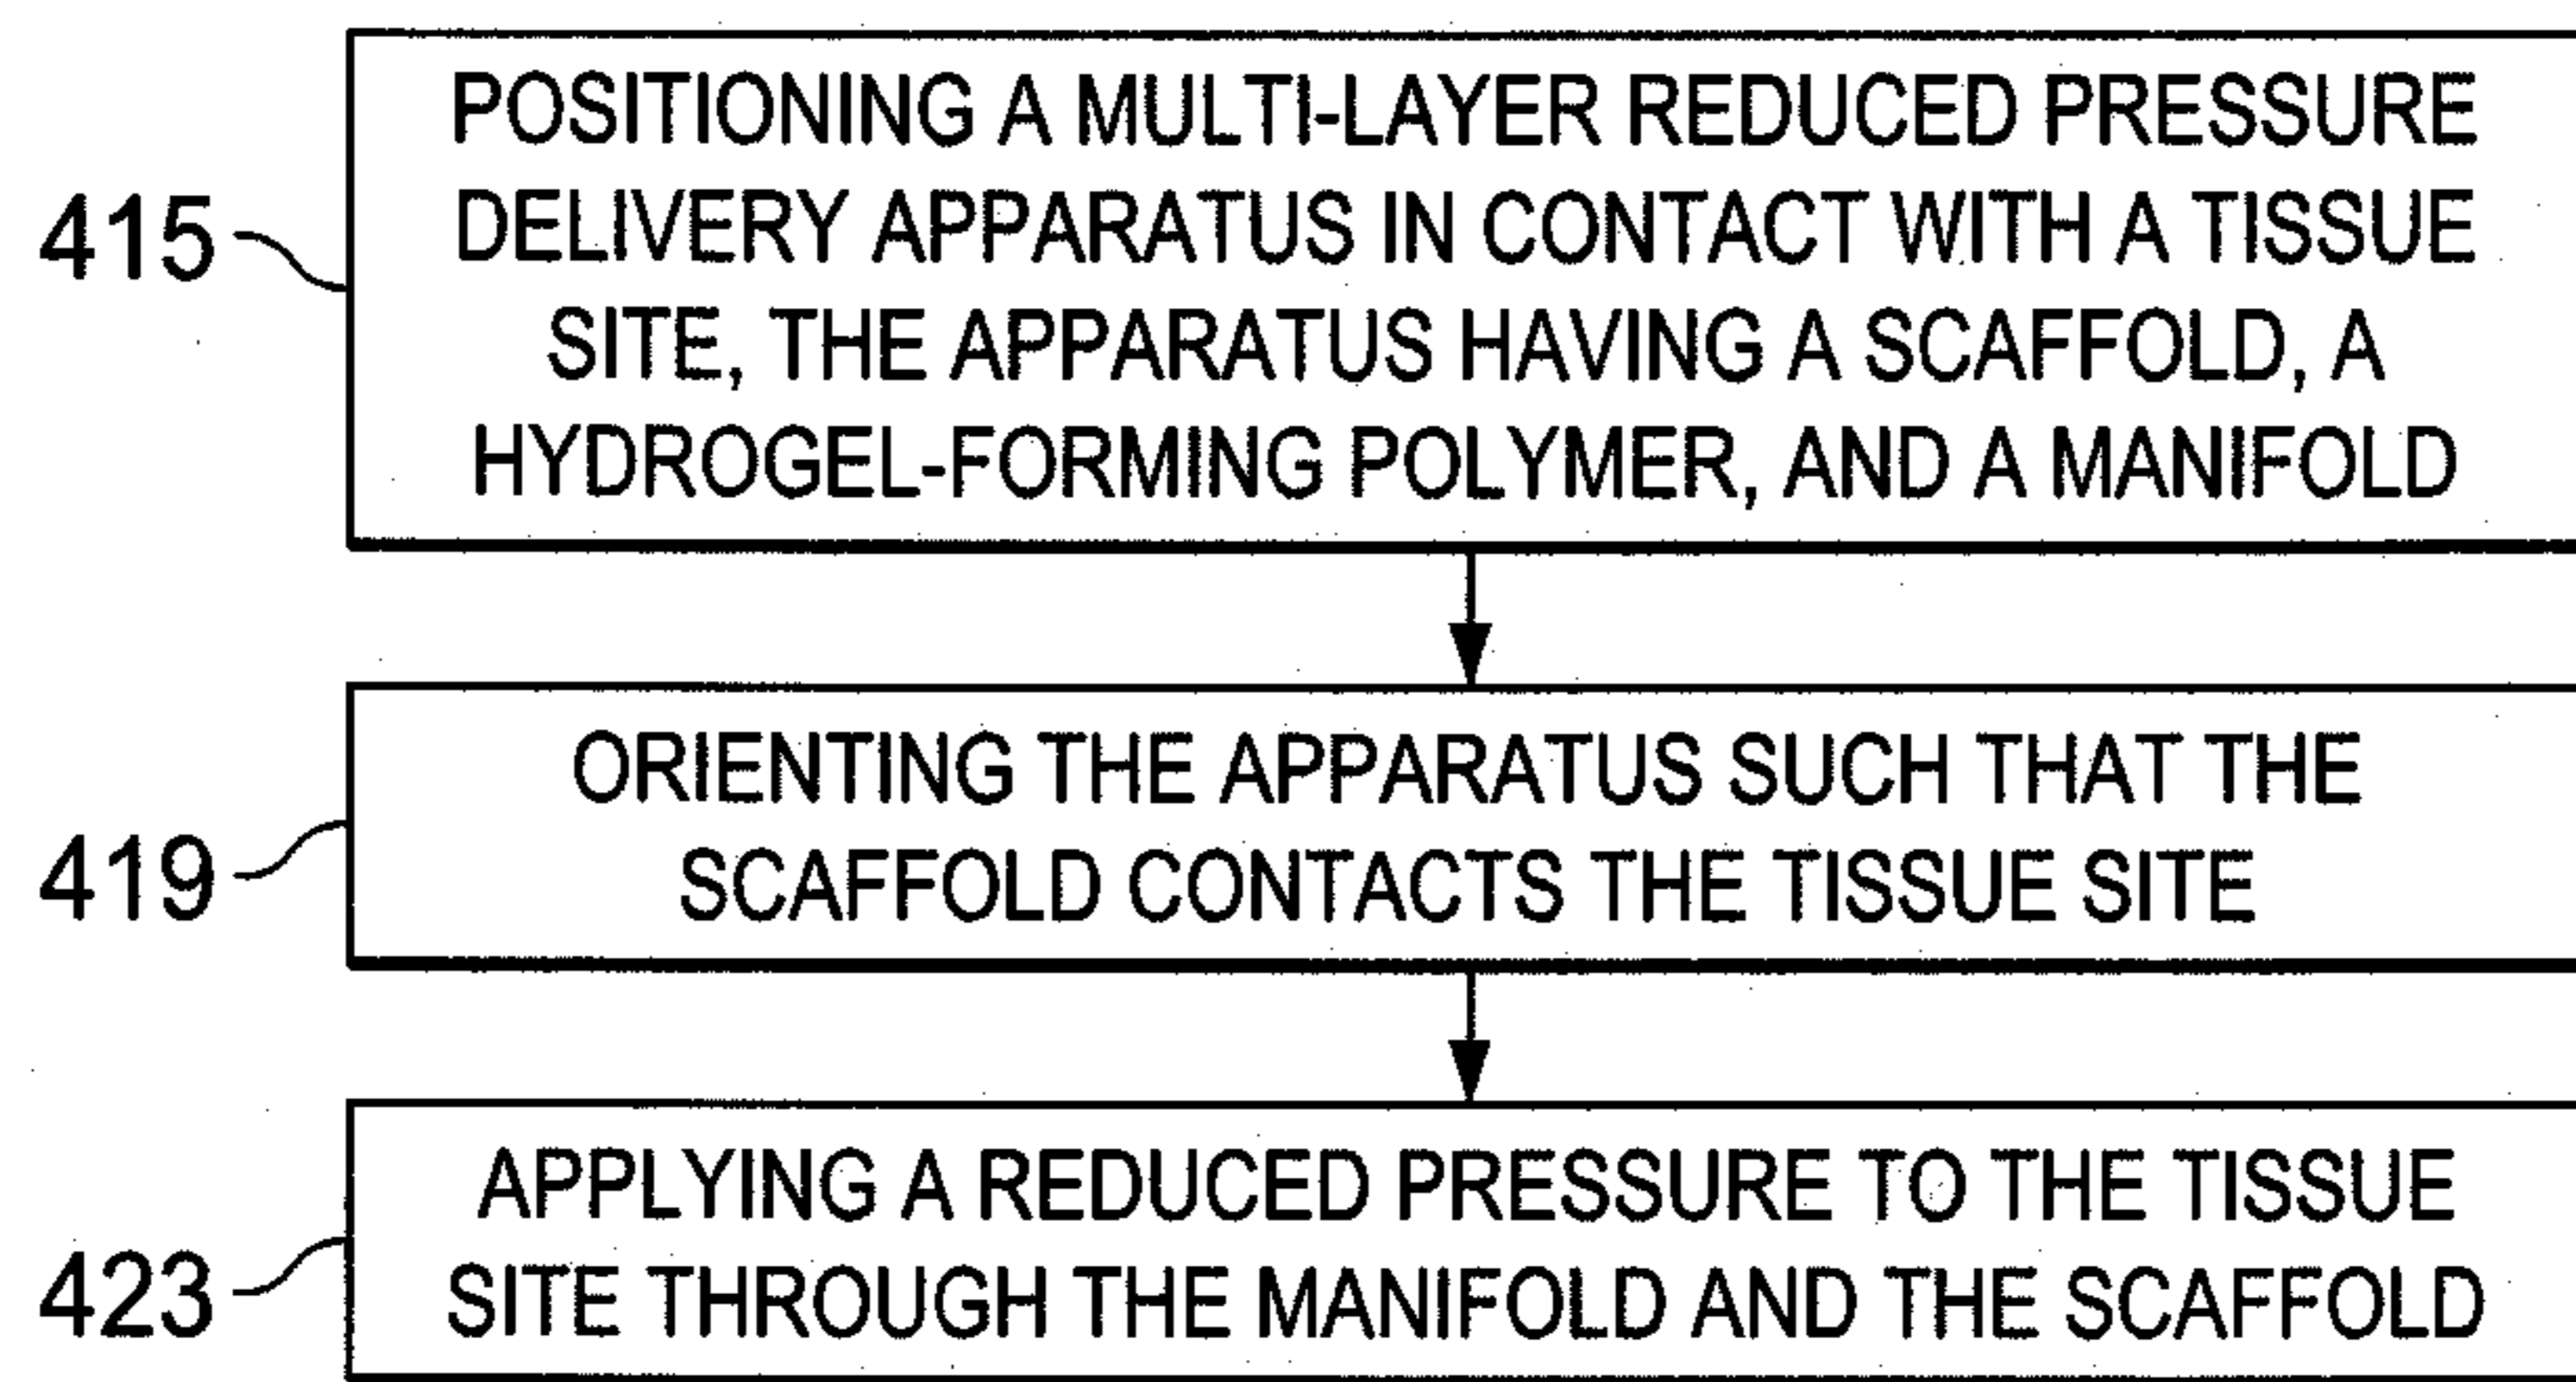 415
POSITIONING A MULTI-LAYER REDUCED PRESSURE
DELIVERY APPARATUS IN CONTACT WITH A TISSUE
SITE, THE APPARATUS HAVING A SCAFFOLD, A
HYDROGEL-FORMING POLYMER, AND A MANIFOLD
419
ORIENTING THE APPARATUS SUCH THAT THE
SCAFFOLD CONTACTS THE TISSUE SITE
423
APPLYING A REDUCED PRESSURE TO THE TISSUE
SITE THROUGH THE MANIFOLD AND THE SCAFFOLD